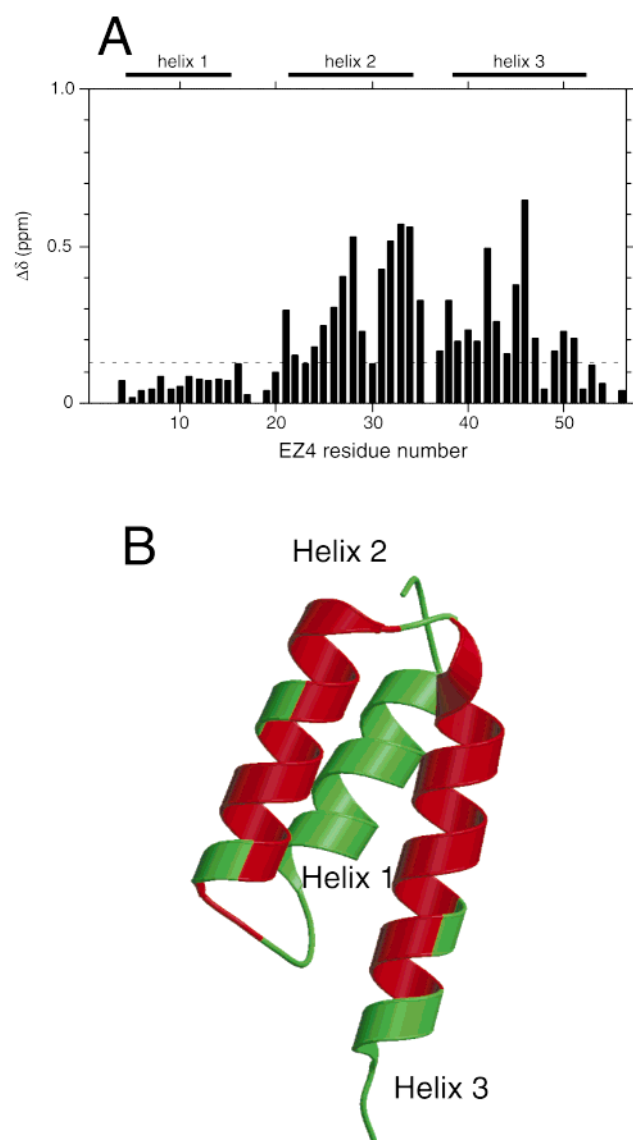 A
helix 1 helix 2 helix 3
1.0
0.5
0
Δδ (ppm)
10 20 30 40 50
EZ4 residue number
B
Helix 2
Helix 1
Helix 3